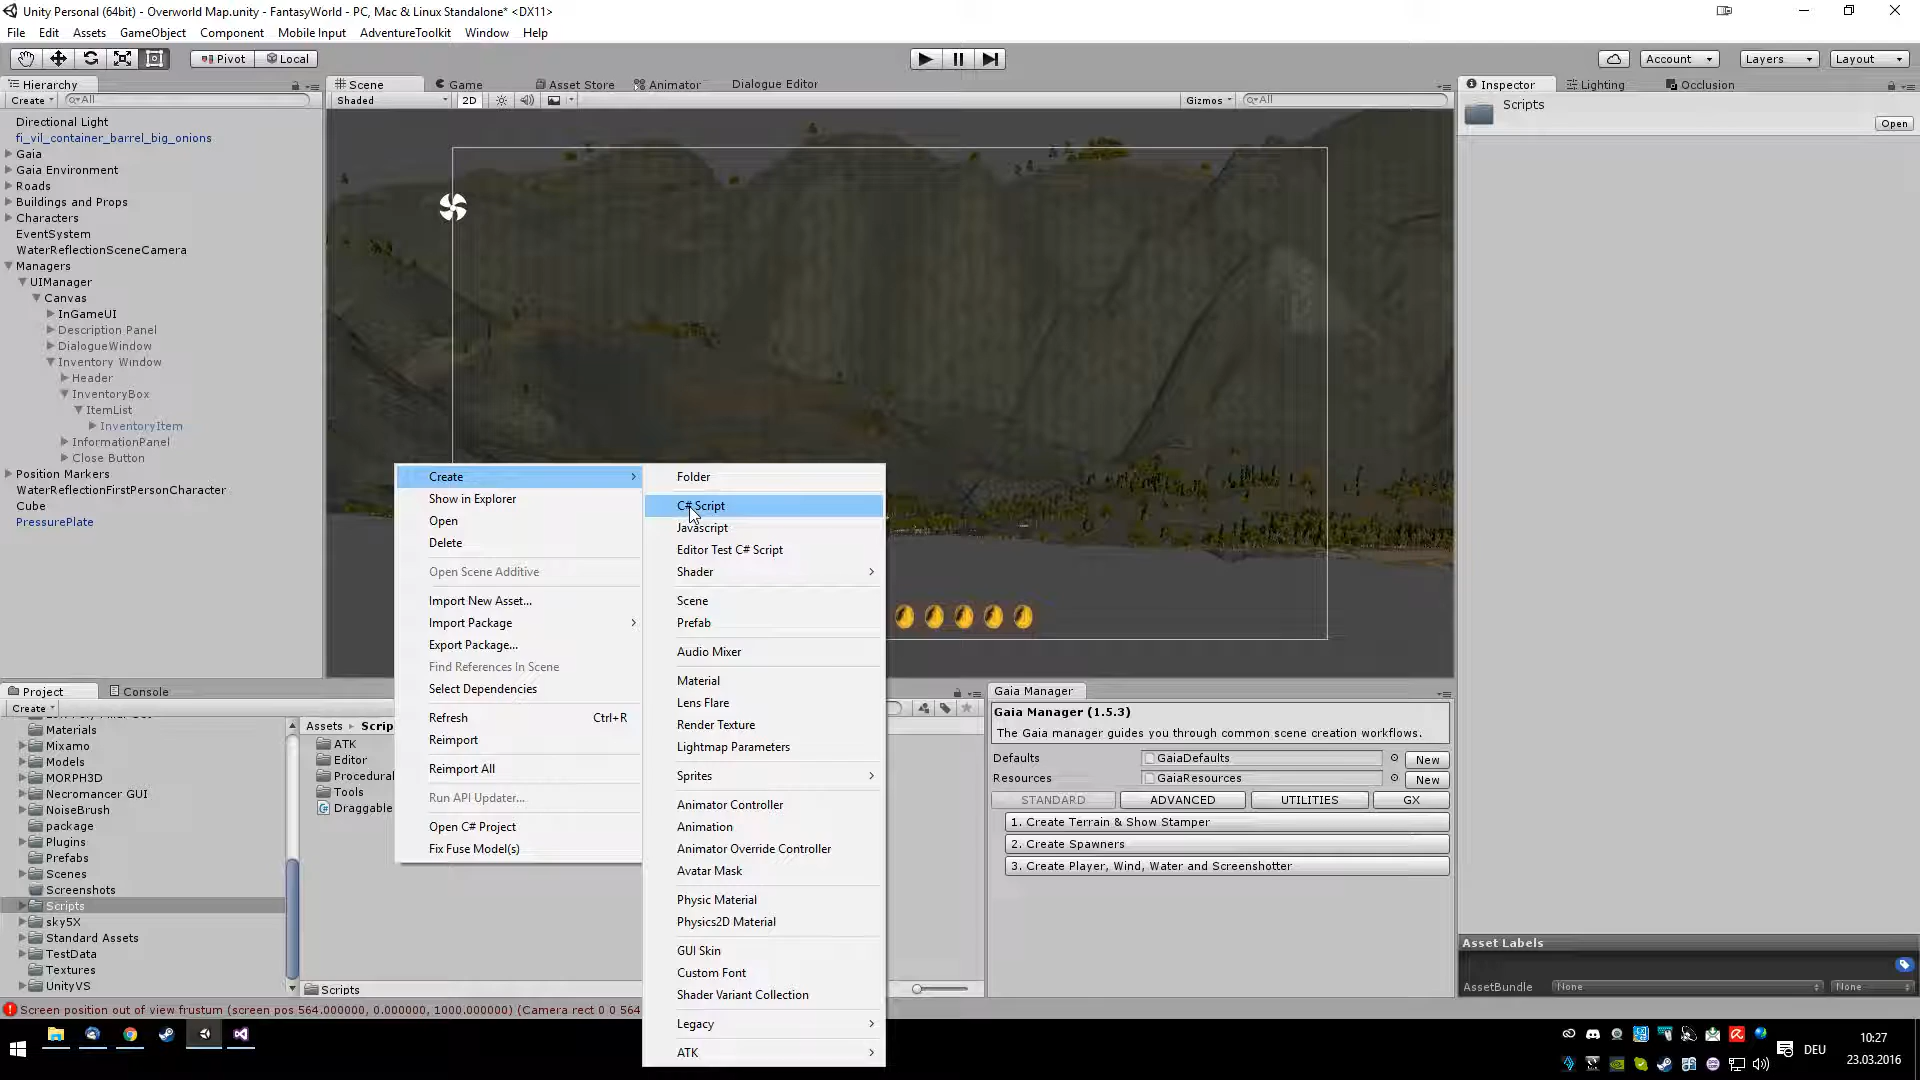 Unity Personal (64bit) - Overworld Map.unity - FantasyWorld - PC, Mac & Linux Standalone* <DX11>
File Edit Assets GameObject Component Mobile Input AdventureToolkit Window Help
Pivot Local Account Layers Layout
Hierarchy Scene Game Asset Store Animator Dialogue Editor Inspector Lighting Occlusion
Create All Shaded 2D Gizmos All Scripts
Open
Directional Light
fi_vil_container_barrel_big_onions
Gaia
Gaia Environment
Roads
Buildings and Props
Characters
EventSystem
WaterReflectionSceneCamera
Managers
UIManager
Canvas
InGameUI
Description Panel
DialogueWindow
Inventory Window
Header
InventoryBox
ItemList
InventoryItem
InformationPanel
Close Button
Position Markers
WaterReflectionFirstPersonCharacter
Cube
PressurePlate
Create
Show in Explorer
Open
Delete
Open Scene Additive
Import New Asset...
Import Package
Export Package...
Find References In Scene
Select Dependencies
Refresh Ctrl+R
Reimport
Reimport All
Run API Updater...
Open C# Project
Fix Fuse Model(s)
Folder
C# Script
Javascript
Editor Test C# Script
Shader
Scene
Prefab
Audio Mixer
Material
Lens Flare
Render Texture
Lightmap Parameters
Sprites
Animator Controller
Animation
Animator Override Controller
Avatar Mask
Physic Material
Physics2D Material
GUI Skin
Custom Font
Shader Variant Collection
Legacy
ATK
Project Console
Create
Materials
Mixamo
Models
MORPH3D
Necromancer GUI
NoiseBrush
package
Plugins
Prefabs
Scenes
Screenshots
Scripts
sky5X
Standard Assets
TestData
Textures
UnityVS
Assets Scrip
ATK
Editor
Procedural
Tools
Draggable
Scripts
Gaia Manager
Gaia Manager (1.5.3)
The Gaia manager guides you through common scene creation workflows.
Defaults GaiaDefaults New
Resources GaiaResources New
STANDARD ADVANCED UTILITIES GX
1. Create Terrain & Show Stamper
2. Create Spawners
3. Create Player, Wind, Water and Screenshotter
Asset Labels
AssetBundle None None
Screen position out of view frustum (screen pos 564.000000, 0.000000, 1000.000000) (Camera rect 0 0 564
DEU
10:27
23.03.2016